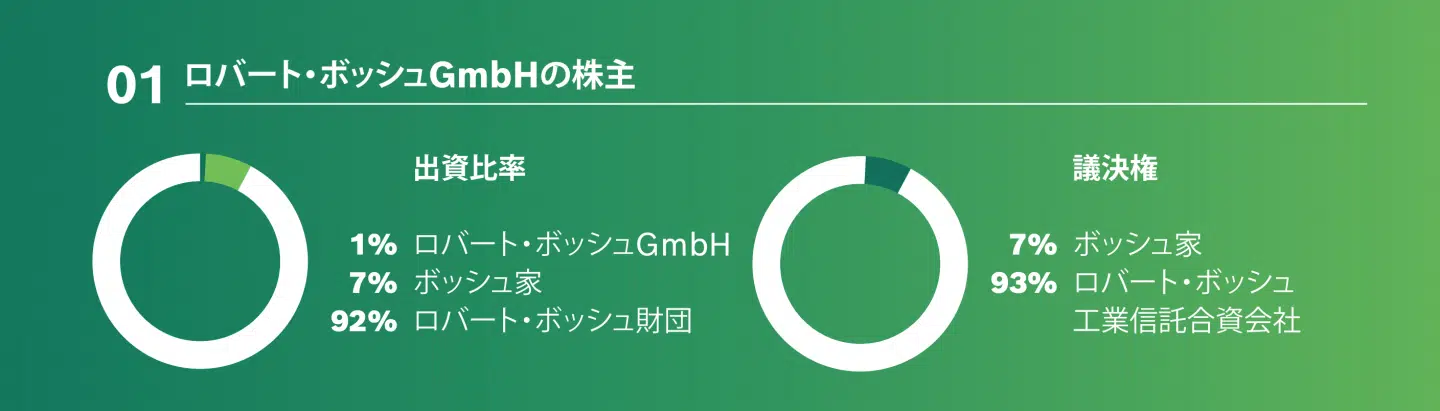 01 ロバート・ボッシュGmbHの株主
出資比率
1% ロバート・ボッシュGmbH
7% ボッシュ家
92% ロバート・ボッシュ財団
議決権
7% ボッシュ家
93% ロバート・ボッシュ
工業信託合資会社